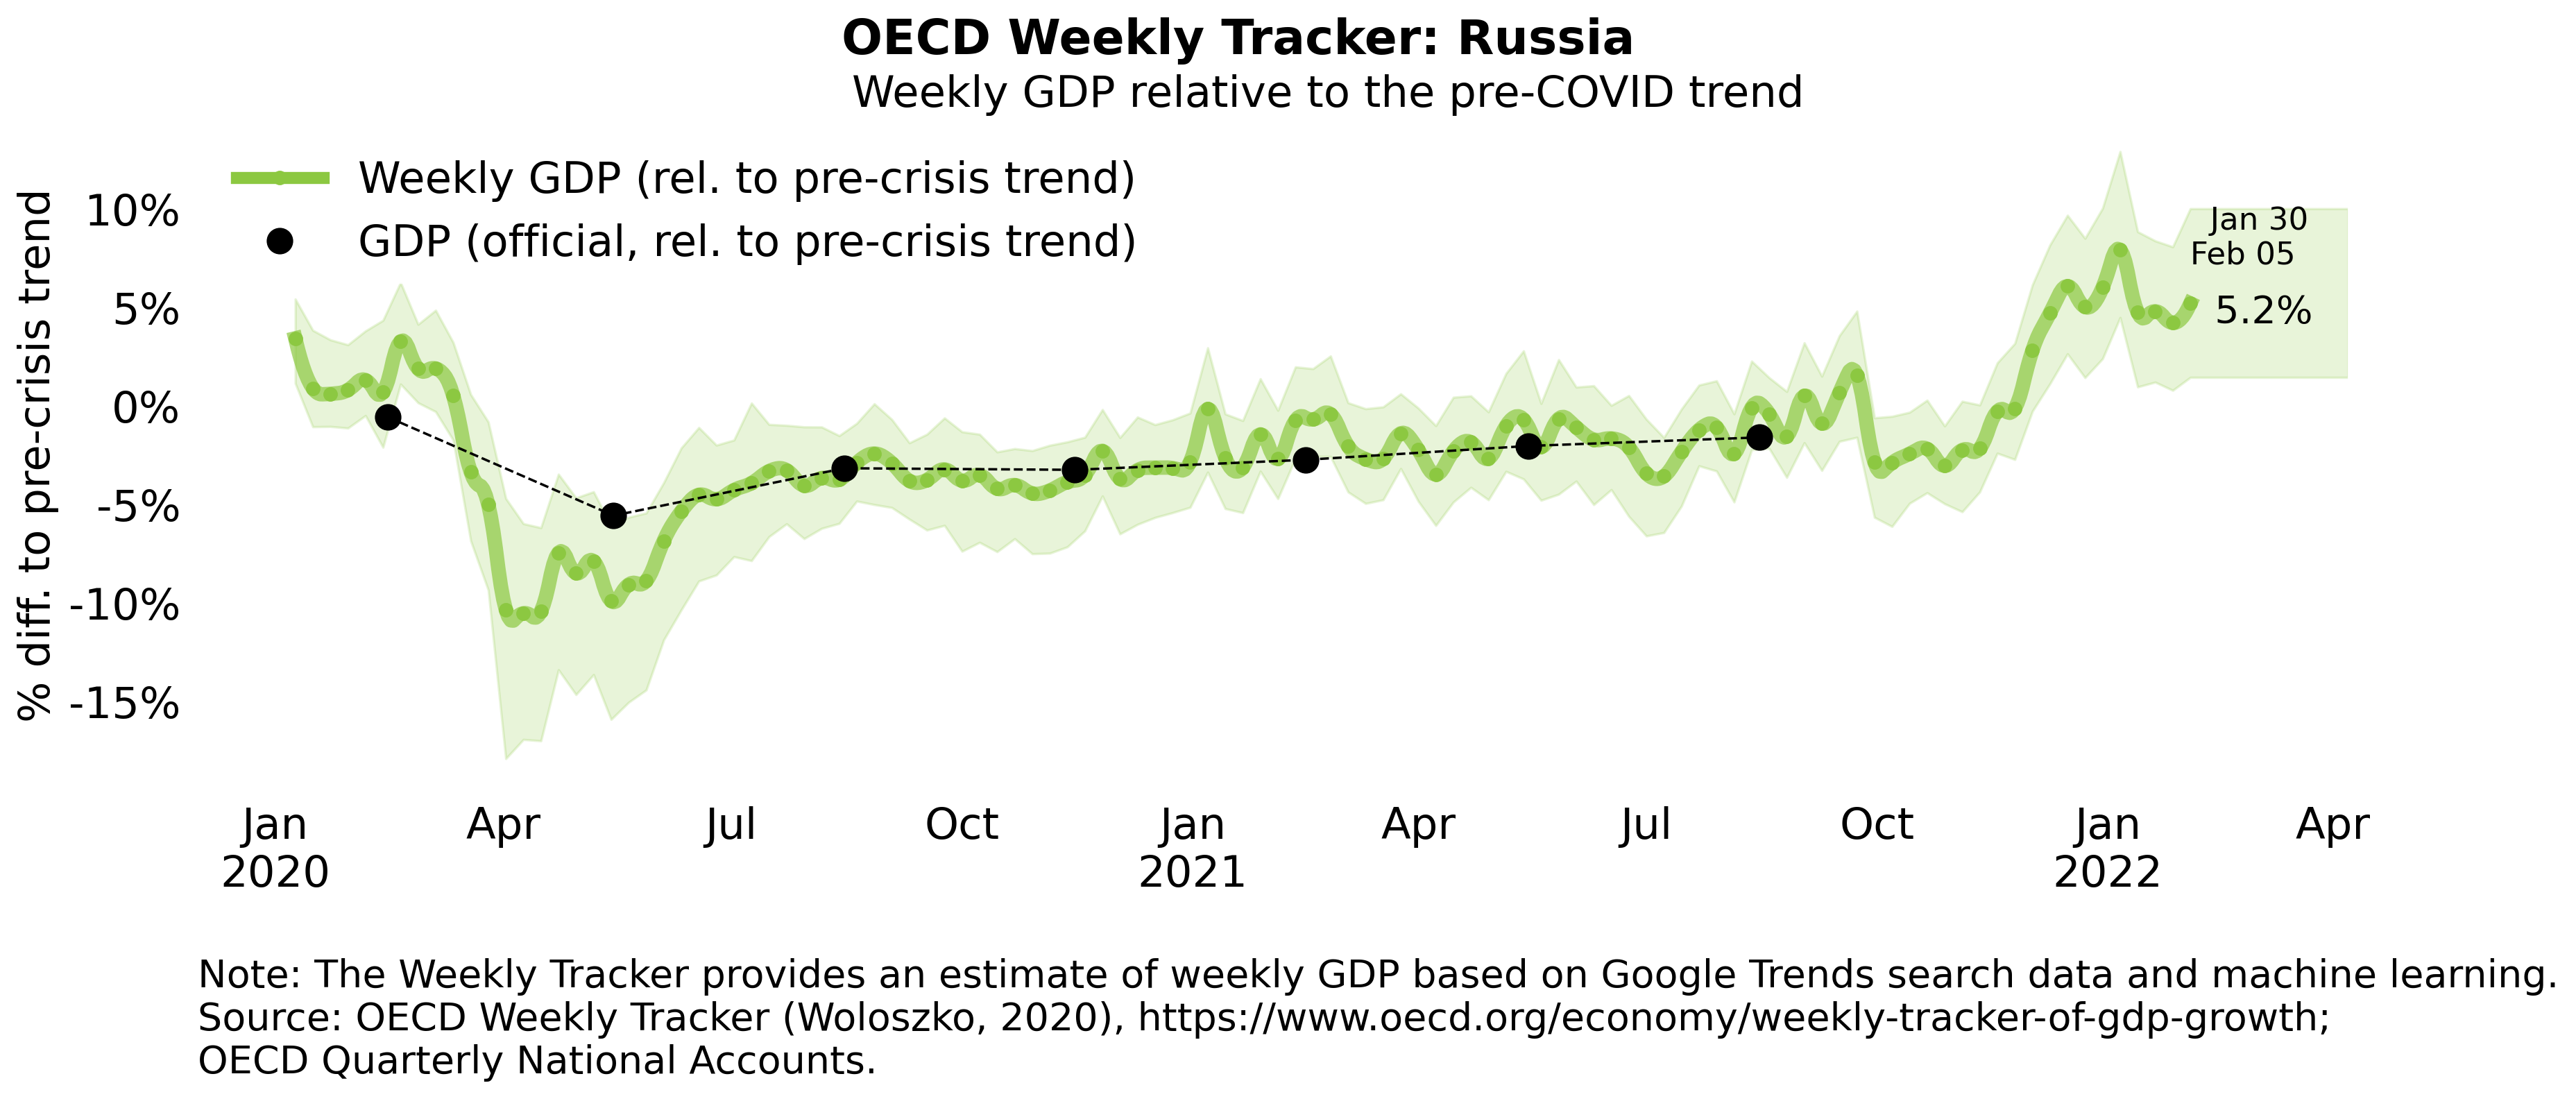 OECD Weekly Tracker: Russia
Weekly GDP relative to the pre-COVID trend
Weekly GDP (rel. to pre-crisis trend)
GDP (official, rel. to pre-crisis trend)
% diff. to pre-crisis trend
10%
5%
0%
-5%
-10%
-15%
Jan 30
Feb 05
5.2%
Jan Apr Jul Oct Jan Apr Jul Oct Jan Apr
2020 2021 2022
Note: The Weekly Tracker provides an estimate of weekly GDP based on Google Trends search data and machine learning.
Source: OECD Weekly Tracker (Woloszko, 2020), https://www.oecd.org/economy/weekly-tracker-of-gdp-growth;
OECD Quarterly National Accounts.